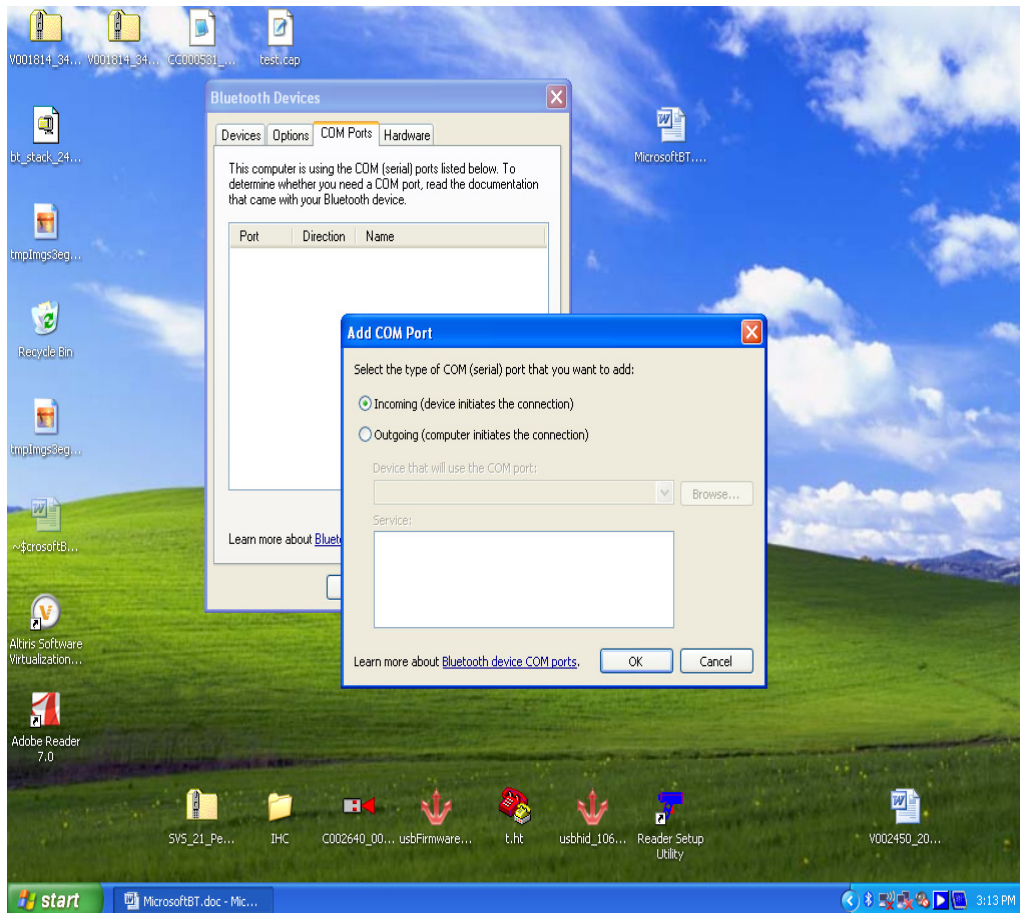 V001814_34...
V001814_34...
CC000531_...
test.cap
Bluetooth Devices
Devices
Options
COM Ports
Hardware
This computer is using the COM (serial) ports listed below. To
determine whether you need a COM port, read the documentation
that came with your Bluetooth device.
Port
Direction
Name
MicrosoftBT....
bt_stack_24...
tmpImgs3eg...
Recycle Bin
tmpImgs3eg...
~$crosoftB...
Altiris Software
Virtualization...
Adobe Reader
7.0
Learn more about Bluet
Add COM Port
Select the type of COM (serial) port that you want to add:
Incoming (device initiates the connection)
Outgoing (computer initiates the connection)
Device that will use the COM port:
Browse...
Service:
Learn more about Bluetooth device COM ports.
OK
Cancel
SVS_21_Pe...
IHC
C002640_00...
usbFirmware...
t.ht
usbhid_106...
Reader Setup
Utility
V002450_20...
start
MicrosoftBT.doc - Mic...
3:13 PM